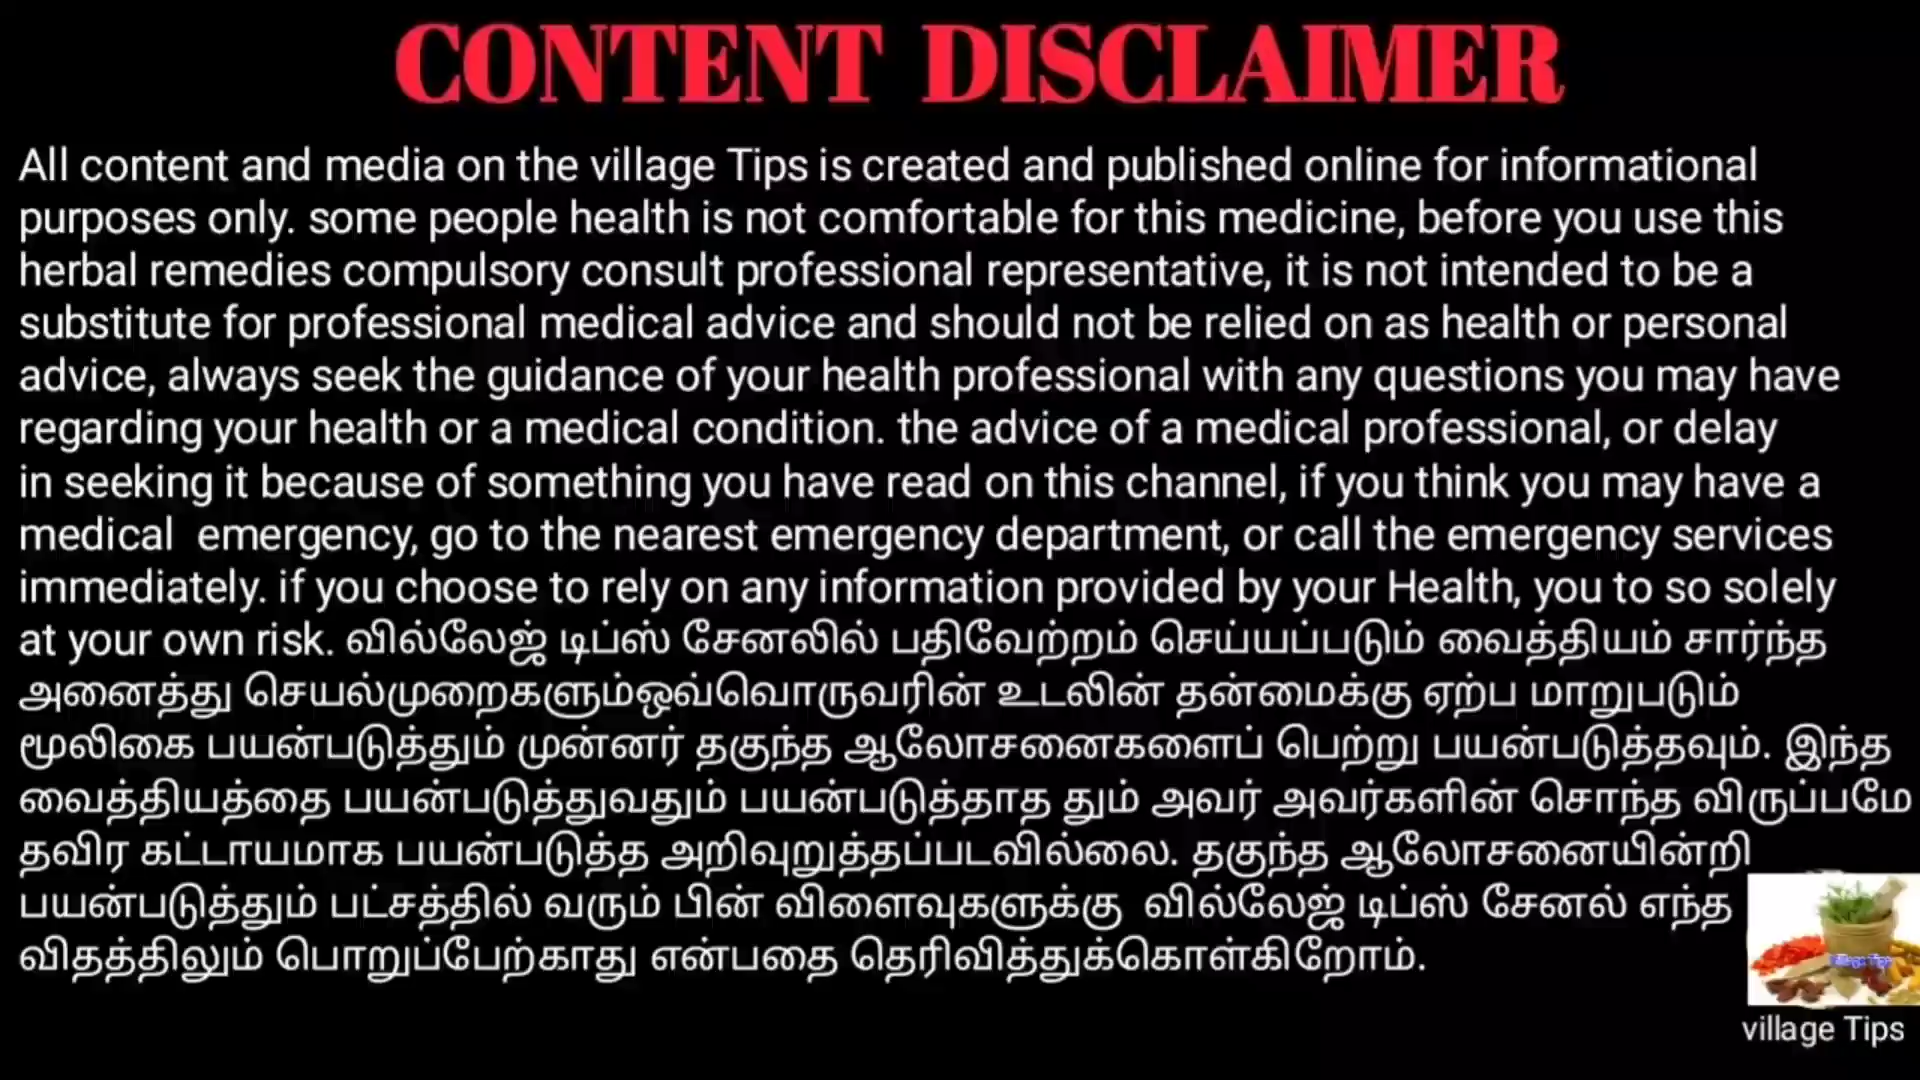 CONTENT DISCLAIMER
All content and media on the village Tips is created and published online for informational
purposes only. some people health is not comfortable for this medicine, before you use this
herbal remedies compulsory consult professional representative, it is not intended to be a
substitute for professional medical advice and should not be relied on as health or personal
advice, always seek the guidance of your health professional with any questions you may have
regarding your health or a medical condition. the advice of a medical professional, or delay
in seeking it because of something you have read on this channel, if you think you may have a
medical  emergency, go to the nearest emergency department, or call the emergency services
immediately. if you choose to rely on any information provided by your Health, you to so solely
at your own risk. வில்லேஜ் டிப்ஸ் சேனலில் பதிவேற்றம் செய்யப்படும் வைத்தியம் சார்ந்த
அனைத்து செயல்முறைகளும்ஒவ்வொருவரின் உடலின் தன்மைக்கு ஏற்ப மாறுபடும்
மூலிகை பயன்படுத்தும் முன்னர் தகுந்த ஆலோசனைகளைப் பெற்று பயன்படுத்தவும். இந்த
வைத்தியத்தை பயன்படுத்துவதும் பயன்படுத்தாத தும் அவர் அவர்களின் சொந்த விருப்பமே
தவிர கட்டாயமாக பயன்படுத்த அறிவுறுத்தப்படவில்லை. தகுந்த ஆலோசனையின்றி
பயன்படுத்தும் பட்சத்தில் வரும் பின் விளைவுகளுக்கு  வில்லேஜ் டிப்ஸ் சேனல் எந்த
விதத்திலும் பொறுப்பேற்காது என்பதை தெரிவித்துக்கொள்கிறோம்.
village Tips